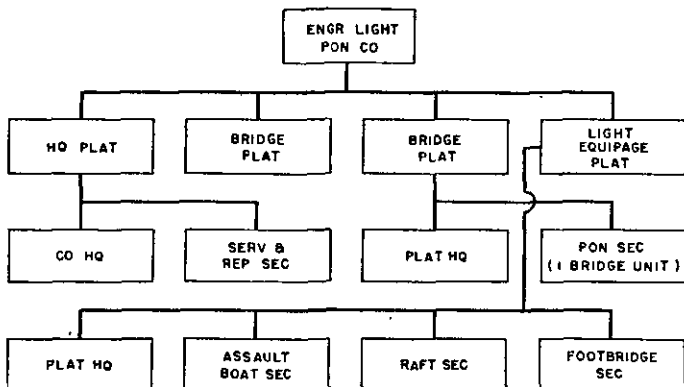 ENGR LIGHT
PON CO
HQ PLAT
BRIDGE
PLAT
BRIDGE
PLAT
LIGHT
EQUIPAGE
PLAT
CO HQ
SERV &
REP SEC
PLAT HQ
PON SEC
(1 BRIDGE UNIT)
PLAT HQ
ASSAULT
BOAT SEC
RAFT SEC
FOOTBRIDGE
SEC